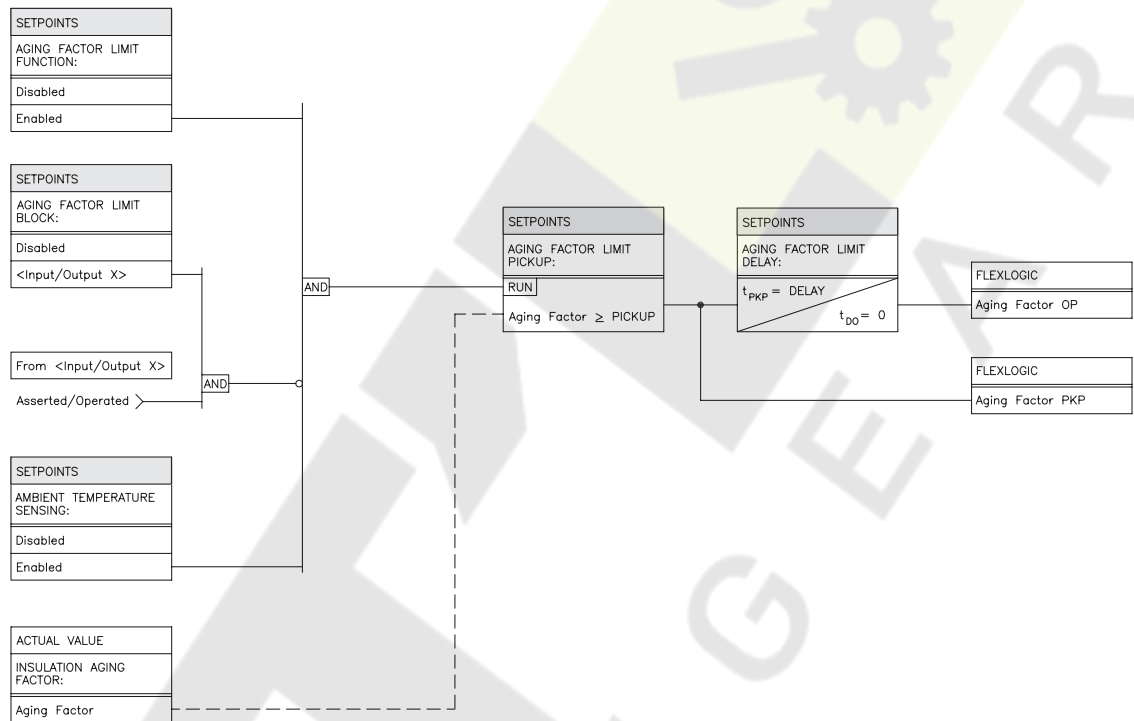 SETPOINTS
AGING FACTOR LIMIT
FUNCTION:
Disabled
Enabled
SETPOINTS
AGING FACTOR LIMIT
BLOCK:
Disabled
<Input/Output X>
From <Input/Output X>
Asserted/Operated
AND
SETPOINTS
AMBIENT TEMPERATURE
SENSING:
Disabled
Enabled
ACTUAL VALUE
INSULATION AGING
FACTOR:
Aging Factor
AND
SETPOINTS
AGING FACTOR LIMIT
PICKUP:
RUN
Aging Factor ≥ PICKUP
SETPOINTS
AGING FACTOR LIMIT
DELAY:
tPKP = DELAY
tDO = 0
FLEXLOGIC
Aging Factor OP
FLEXLOGIC
Aging Factor PKP
G E A R